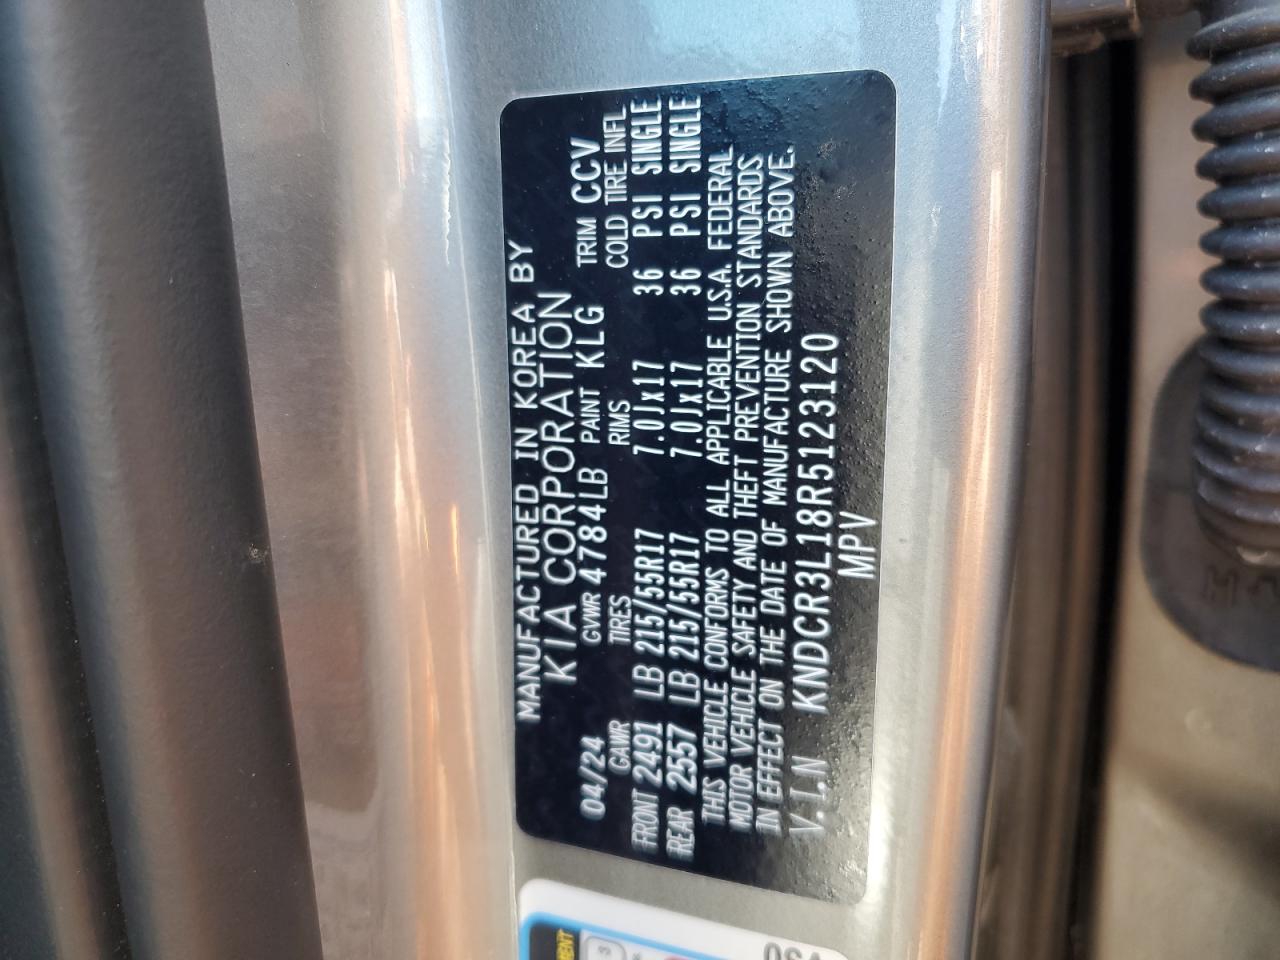 MANUFACTURED IN KOREA BY
KIA CORPORATION
04/24 GVWR 4784LB PAINT KLG TRIM CCV
GAWR TIRES RIMS COLD TIRE INFL
FRONT 2491 LB 215/55R17 7.0Jx17 36 PSI SINGLE
REAR 2557 LB 215/55R17 7.0Jx17 36 PSI SINGLE
THIS VEHICLE CONFORMS TO ALL APPLICABLE U.S.A. FEDERAL
MOTOR VEHICLE SAFETY AND THEFT PREVENTION STANDARDS
IN EFFECT ON THE DATE OF MANUFACTURE SHOWN ABOVE.
V.I.N KNDCR3L18R5123120
MPV